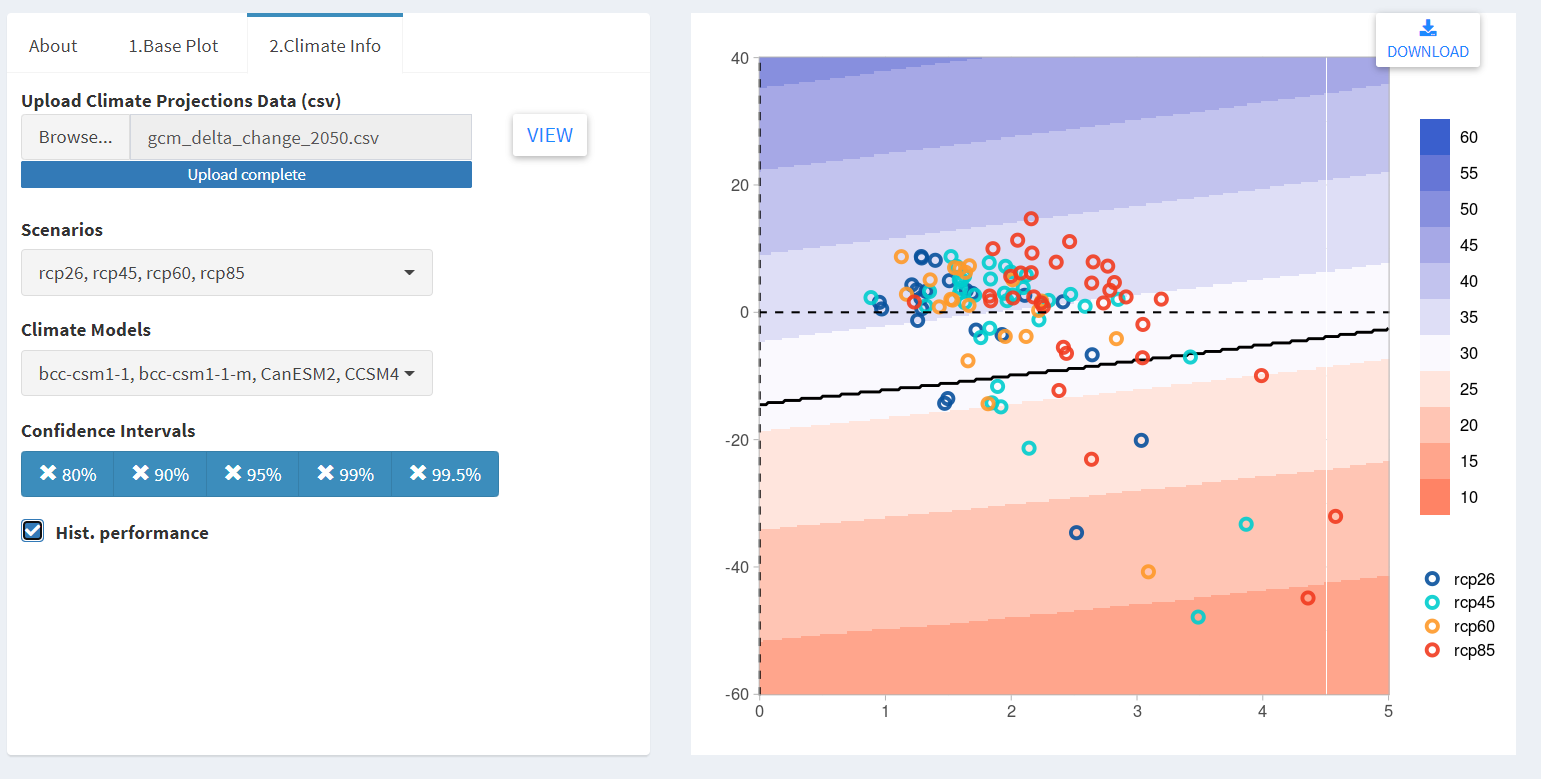 About 1.Base Plot 2.Climate Info
Upload Climate Projections Data (csv)
Browse... gcm_delta_change_2050.csv
Upload complete
VIEW
Scenarios
rcp26, rcp45, rcp60, rcp85
Climate Models
bcc-csm1-1, bcc-csm1-1-m, CanESM2, CCSM4
Confidence Intervals
80% 90% 95% 99% 99.5%
Hist. performance
DOWNLOAD
40
20
0
-20
-40
-60
0 1 2 3 4 5
60
55
50
45
40
35
30
25
20
15
10
rcp26
rcp45
rcp60
rcp85